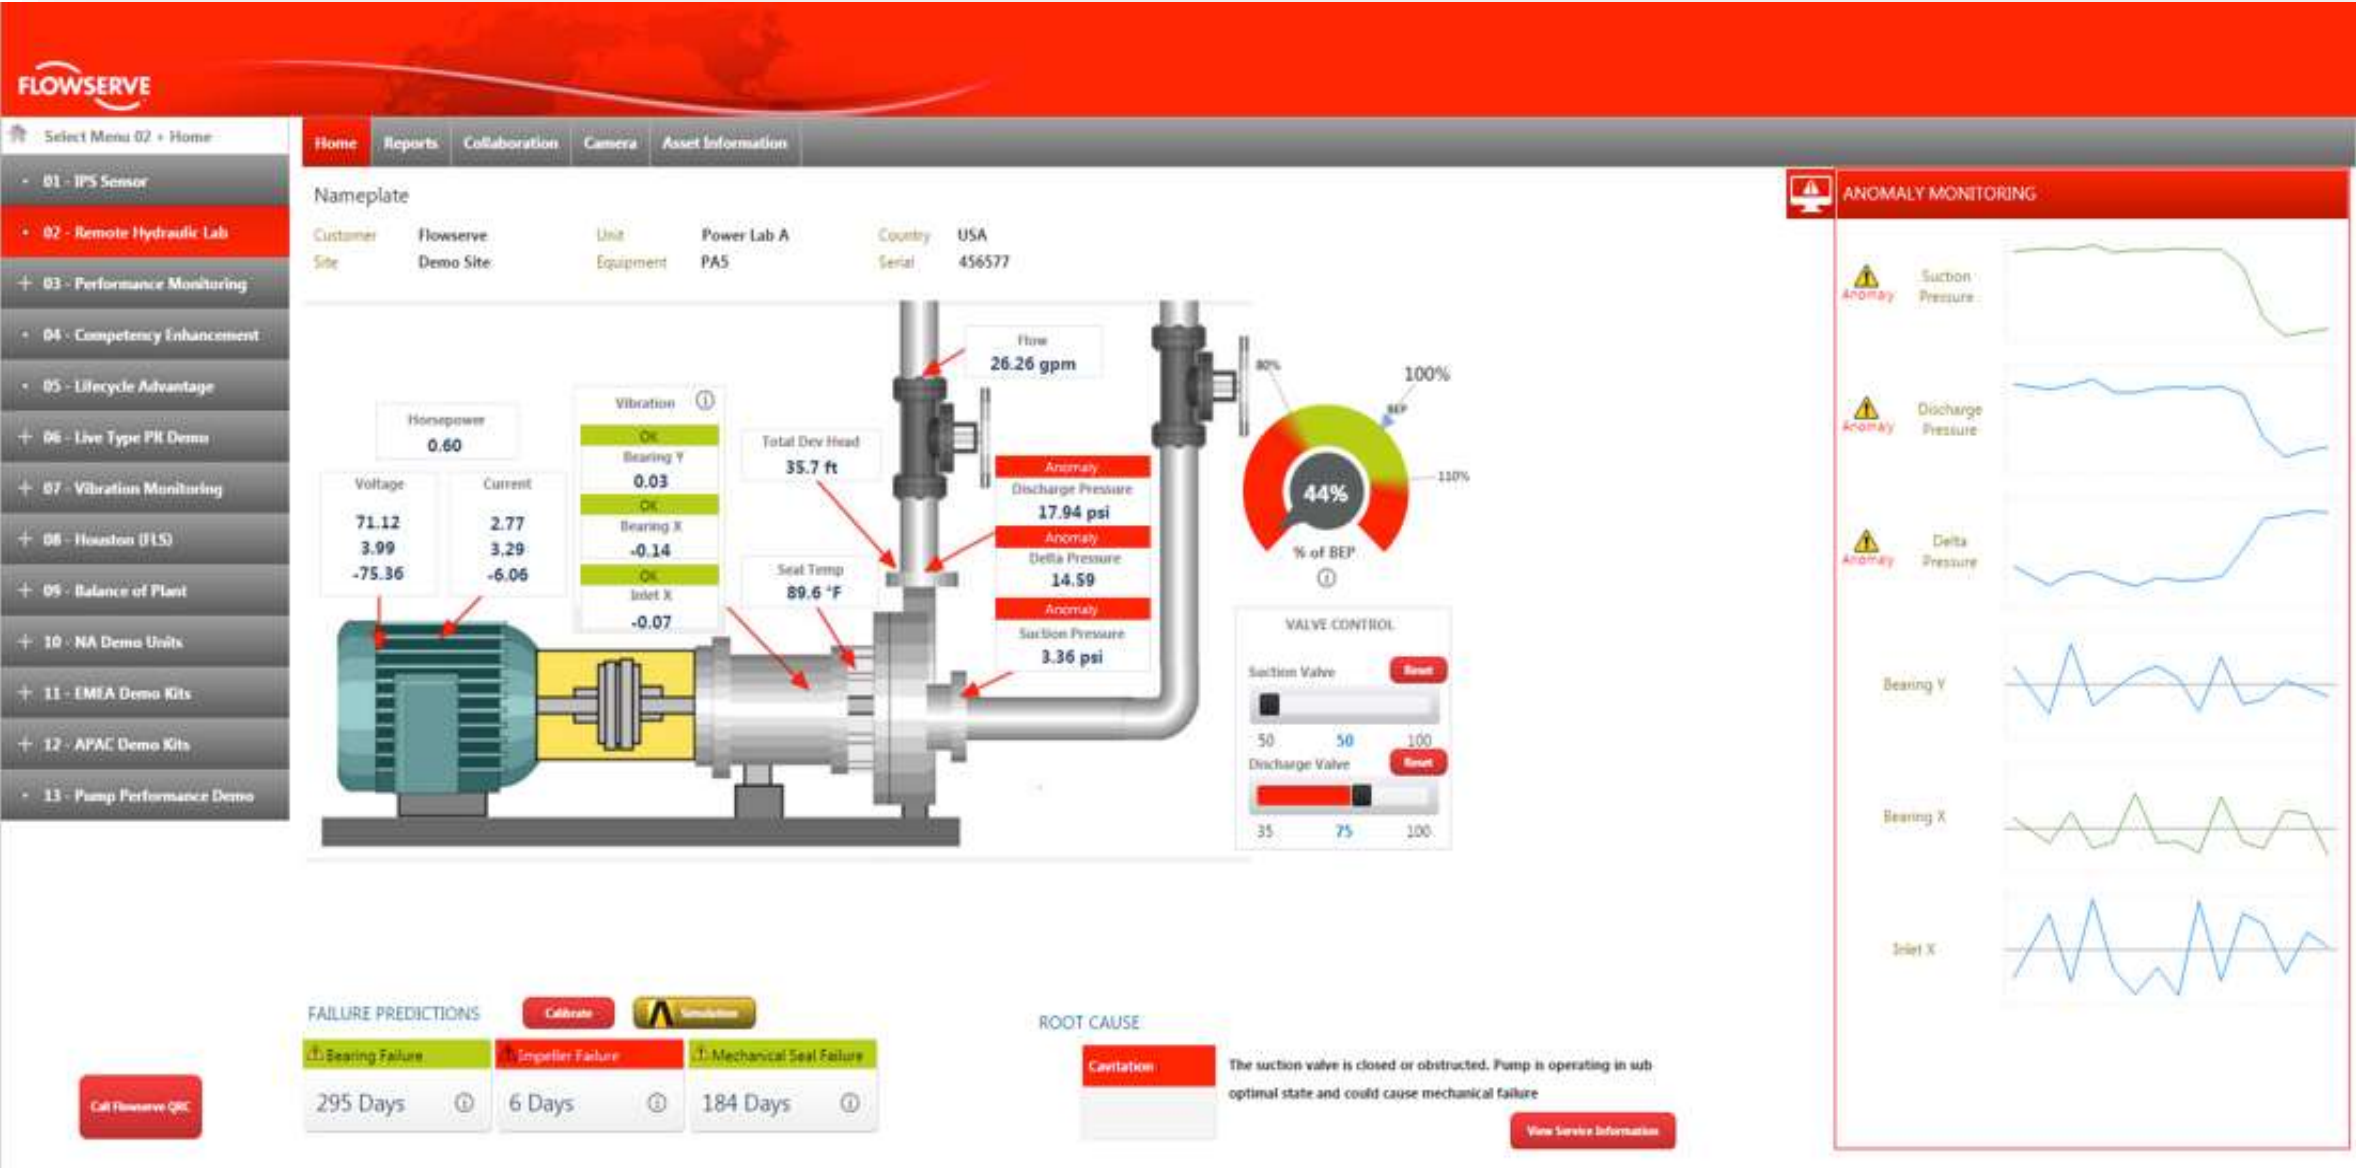 FLOWSERVE
Select Menu 02 - Home
01 - IPS Sensor
02 - Remote Hydraulic Lab
03 - Performance Monitoring
04 - Competency Enhancement
05 - Lifecycle Advantage
06 - Live Type PR Demo
07 - Vibration Monitoring
08 - Houston (FLS)
09 - Balance of Plant
10 - NA Demo Units
11 - EMEA Demo Kits
12 - APAC Demo Kits
13 - Pump Performance Demo
Call Flowserve QRC
Home Reports Collaboration Camera Asset Information
Nameplate
Customer Flowserve Unit Power Lab A Country USA
Site Demo Site Equipment PA5 Serial 456577
Flow
26.26 gpm
Horsepower
0.60
Voltage
71.12
3.99
-75.36
Current
2.77
3.29
-6.06
Vibration
OK
Bearing Y
0.03
OK
Bearing X
-0.14
OK
Inlet X
-0.07
Total Dev Head
35.7 ft
Seal Temp
89.6 °F
Anomaly
Discharge Pressure
17.94 psi
Anomaly
Delta Pressure
14.59
Anomaly
Suction Pressure
3.36 psi
80%
100%
BEP
110%
44%
% of BEP
VALVE CONTROL
Suction Valve Reset
50 50 100
Discharge Valve Reset
35 75 100
FAILURE PREDICTIONS Calibrate Simulation
Bearing Failure Impeller Failure Mechanical Seal Failure
295 Days 6 Days 184 Days
ROOT CAUSE
Cavitation
The suction valve is closed or obstructed. Pump is operating in sub
optimal state and could cause mechanical failure
View Service Information
ANOMALY MONITORING
Anomaly
Suction
Pressure
Anomaly
Discharge
Pressure
Anomaly
Delta
Pressure
Bearing Y
Bearing X
Inlet X